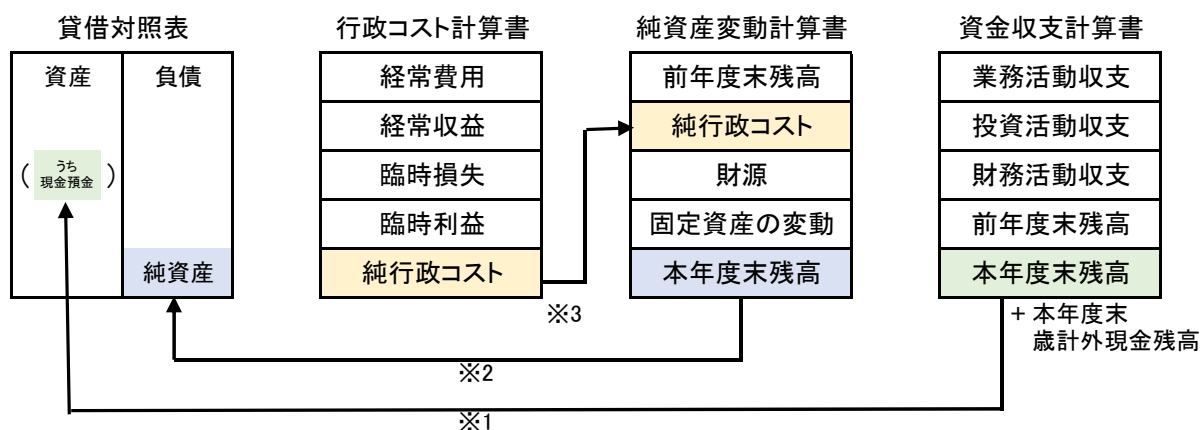 貸借対照表
資産
負債
(うち
現金預金)
純資産
行政コスト計算書
経常費用
経常収益
臨時損失
臨時利益
純行政コスト
純資産変動計算書
前年度末残高
純行政コスト
財源
固定資産の変動
本年度末残高
資金収支計算書
業務活動収支
投資活動収支
財務活動収支
前年度末残高
本年度末残高
+ 本年度末
歳計外現金残高
※3
※2
※1